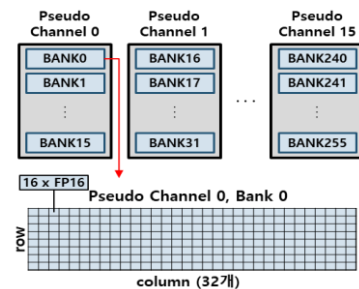 Pseudo Channel 0
Pseudo Channel 1
Pseudo Channel 15
BANK0
BANK16
BANK240
BANK1
BANK17
BANK241
BANK15
BANK31
BANK255
16 x FP16
Pseudo Channel 0, Bank 0
row
column (32개)